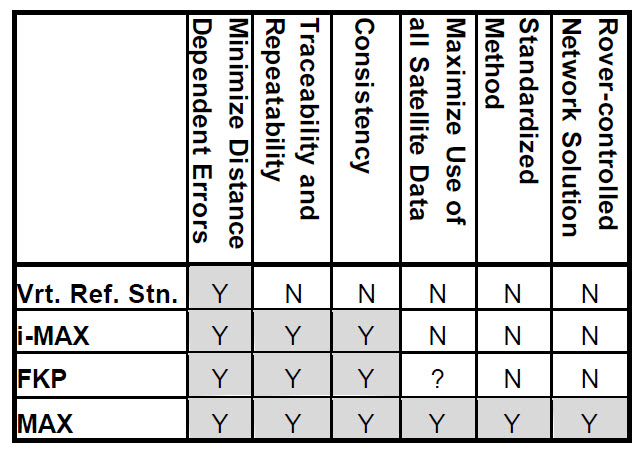 Minimize Distance
Dependent Errors
Traceability and
Repeatability
Consistency
Maximize Use of
all Satellite Data
Standardized
Method
Rover-controlled
Network Solution
Vrt. Ref. Stn. Y N N N N N
i-MAX Y Y Y N N N
FKP Y Y Y ? N N
MAX Y Y Y Y Y Y